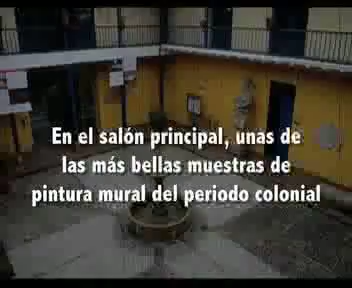 En el salón principal, unas de
las más bellas muestras de
pintura mural del periodo colonial